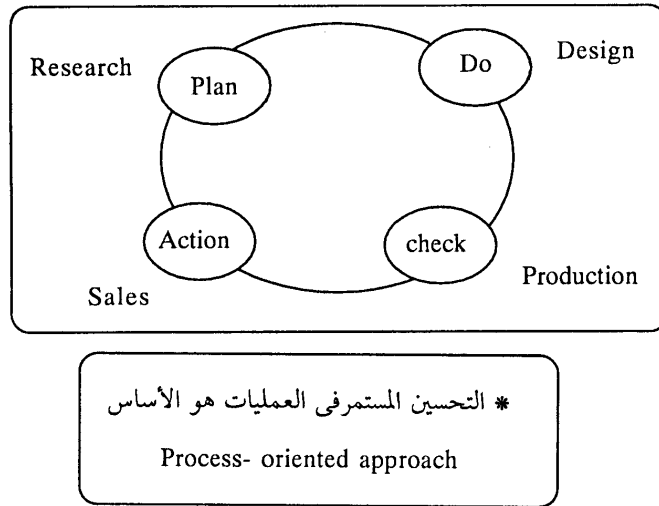 Research
Plan
Do
Design
Action
check
Sales
Production
* التحسين المستمرفى العمليات هو الأساس
Process- oriented approach